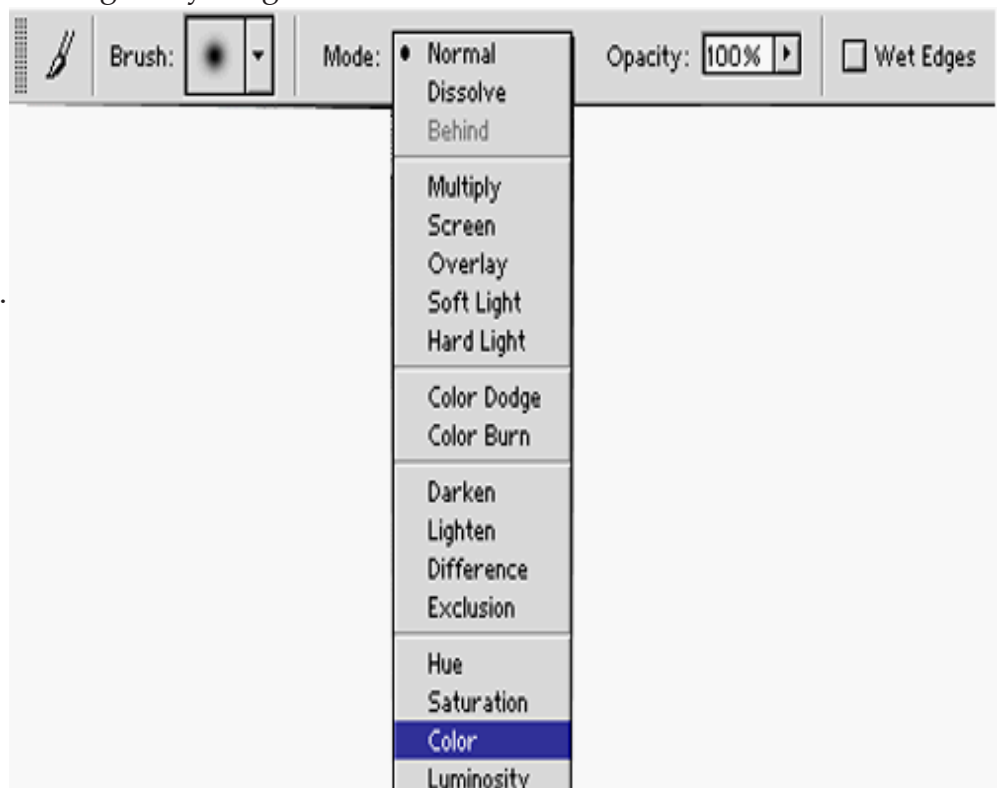 Brush: Mode: Normal Opacity: 100% Wet Edges
Dissolve
Behind
Multiply
Screen
Overlay
.
Soft Light
Hard Light
Color Dodge
Color Burn
Darken
Lighten
Difference
Exclusion
Hue
Saturation
Color
Luminosity